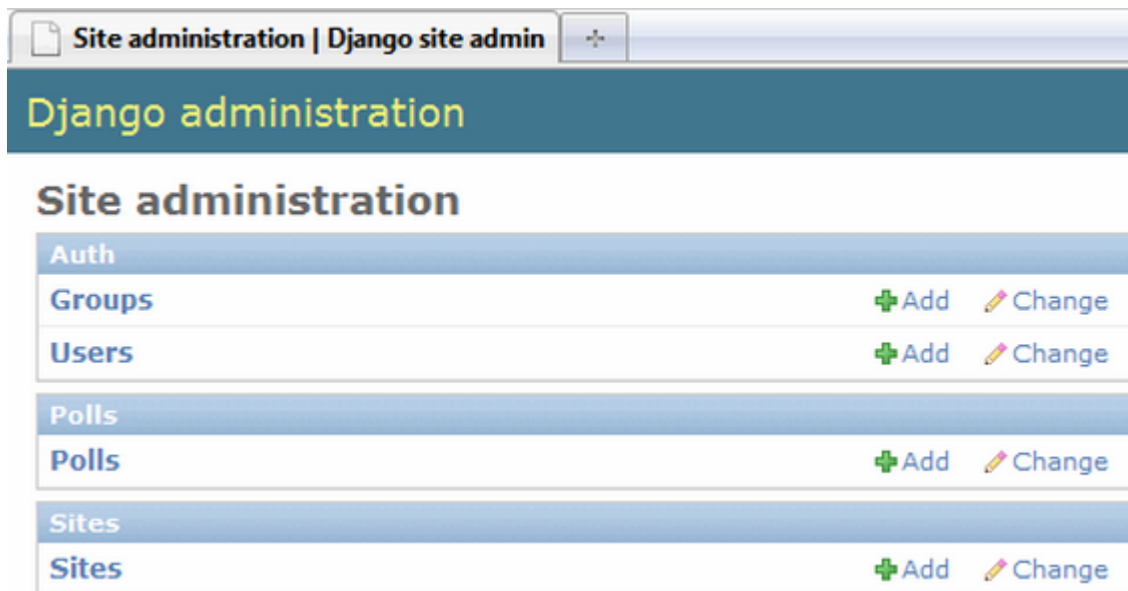 Site administration | Django site admin
Django administration
Site administration
Auth
Groups Add Change
Users Add Change
Polls
Polls Add Change
Sites
Sites Add Change